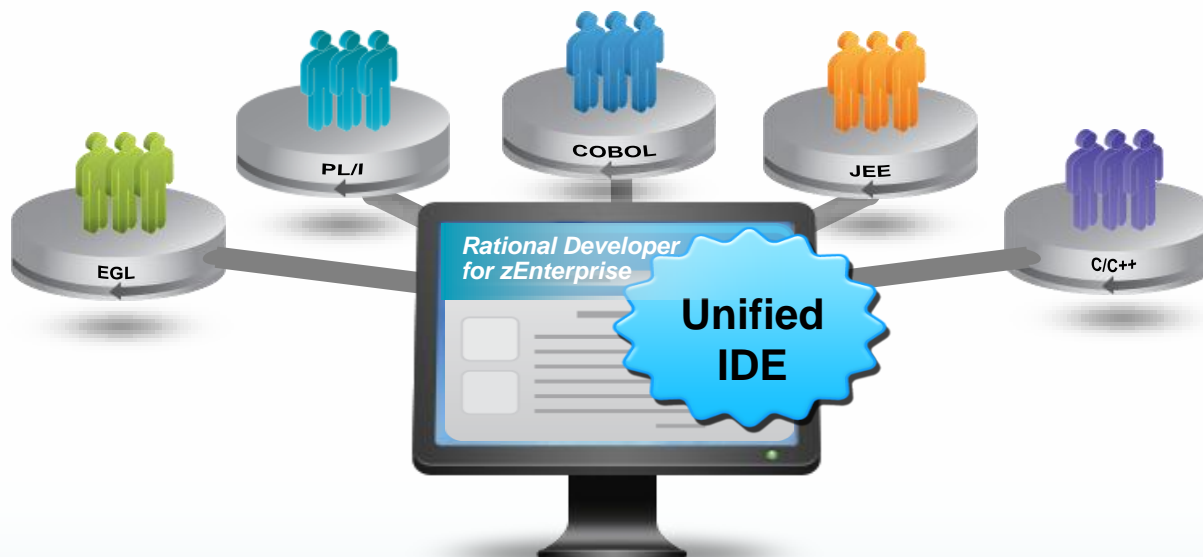 EGL
PL/I
COBOL
JEE
C/C++
Rational Developer
for zEnterprise
Unified
IDE